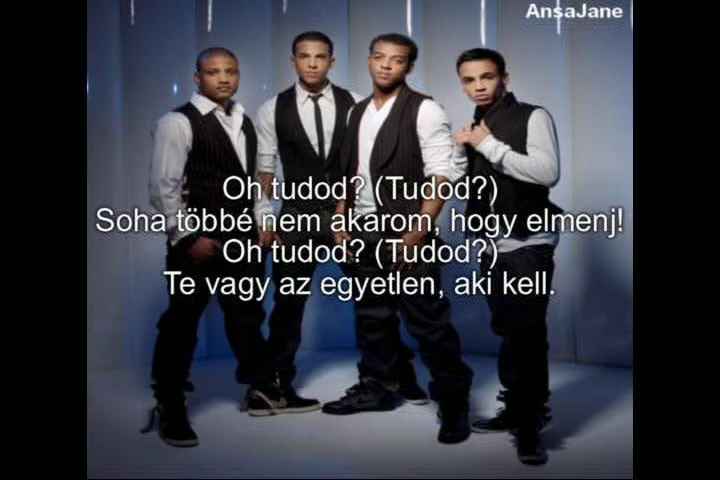 AnsaJane
Oh tudod? (Tudod?)
Soha többé nem akarom, hogy elmenj!
Oh tudod? (Tudod?)
Te vagy az egyetlen, aki kell.